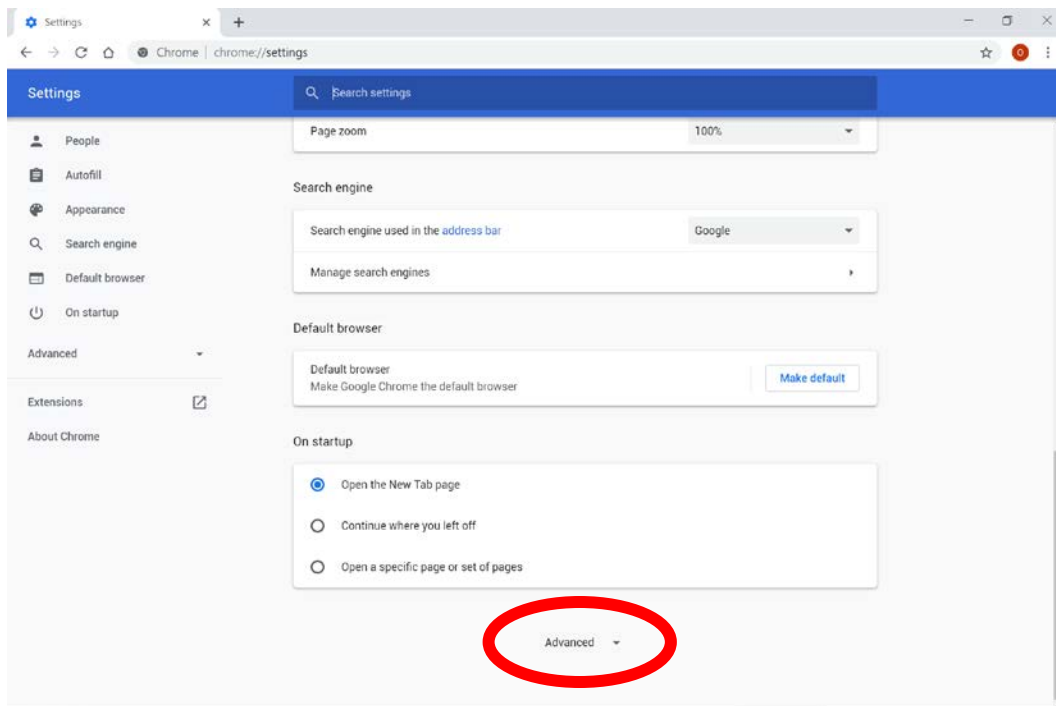 Settings
Chrome | chrome://settings
O
Settings
Search settings
People
Autofill
Appearance
Search engine
Default browser
On startup
Advanced
Extensions
About Chrome
Page zoom 100%
Search engine
Search engine used in the address bar Google
Manage search engines
Default browser
Default browser
Make Google Chrome the default browser
Make default
On startup
Open the New Tab page
Continue where you left off
Open a specific page or set of pages
Advanced